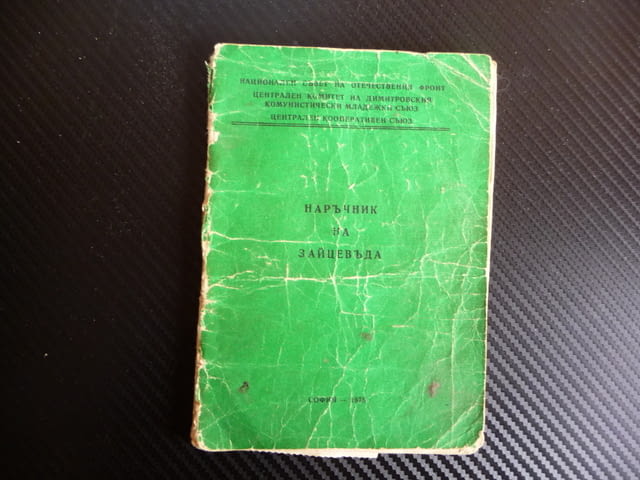 НАЦИОНАЛЕН СЪВЕТ НА ОТЕЧЕСТВЕНИЯ ФРОНТ
ЦЕНТРАЛЕН КОМИТЕТ НА ДИМИТРОВСКИЯ
КОМУНИСТИЧЕСКИ МЛАДЕЖКИ СЪЮЗ
ЦЕНТРАЛЕН КООПЕРАТИВЕН СЪЮЗ
НАРЪЧНИК
НА
ЗАЙЦЕВЪДА
СОФИЯ — 1975